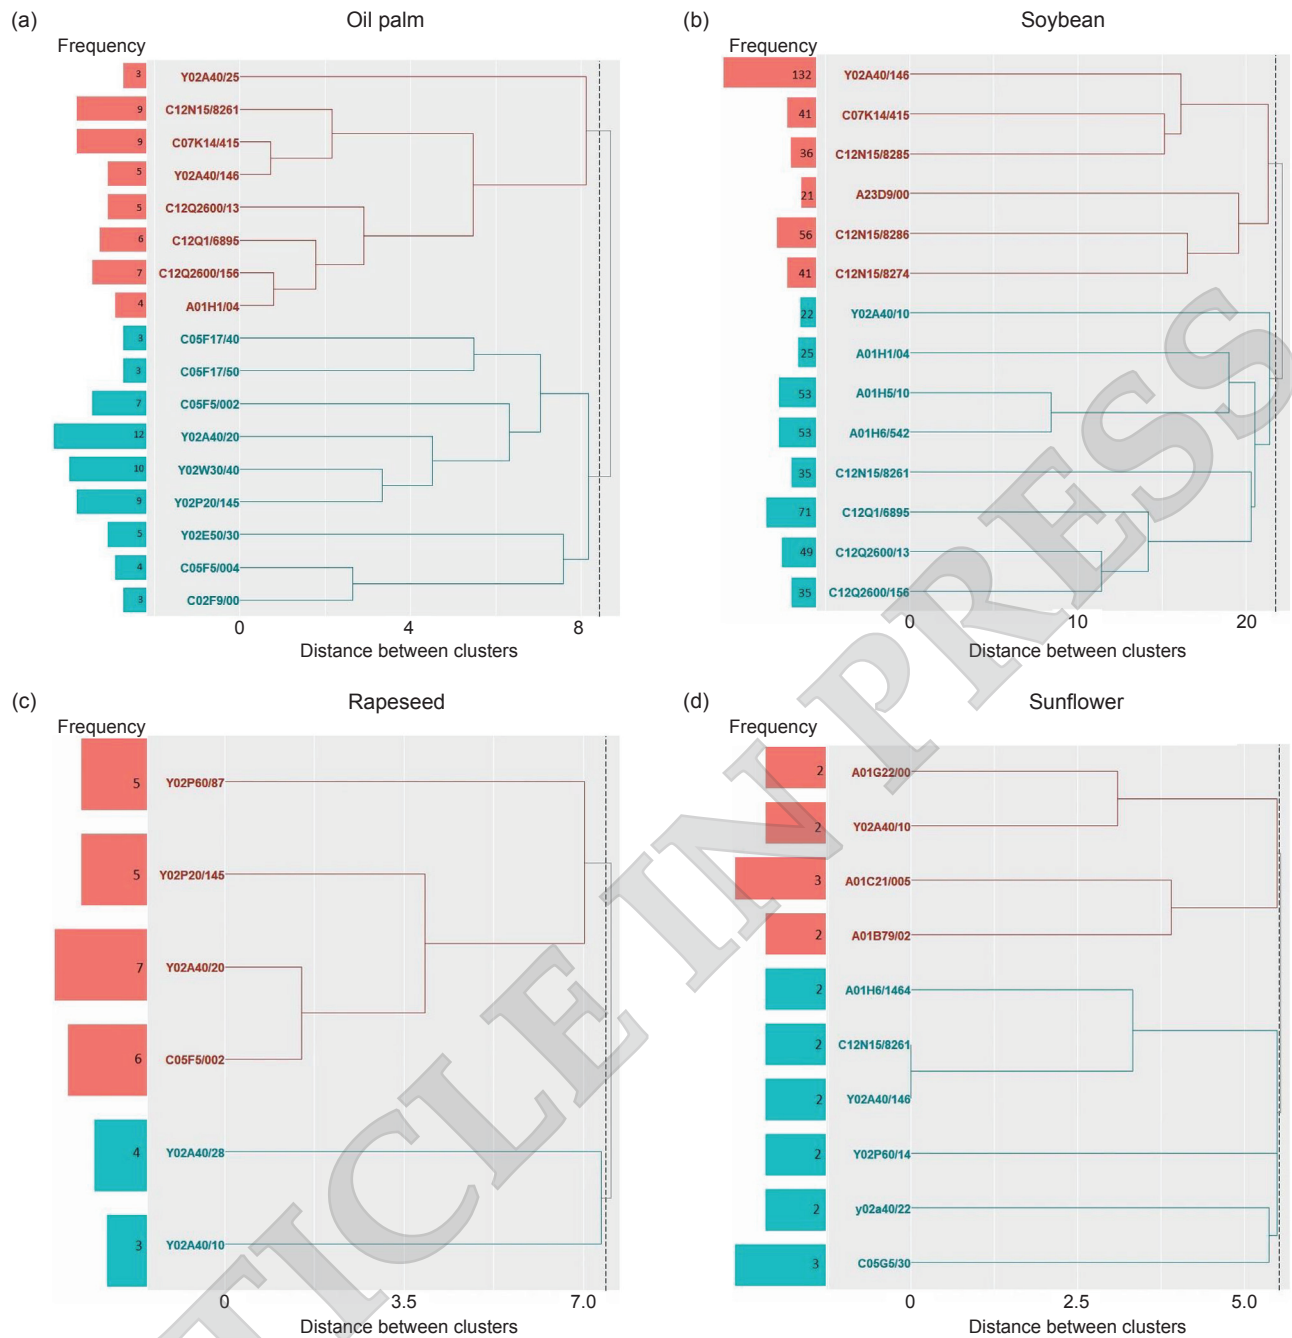 (a) Oil palm
Frequency
3 Y02A40/25
9 C12N15/8261
9 C07K14/415
5 Y02A40/146
5 C12Q2600/13
6 C12Q1/6895
7 C12Q2600/156
4 A01H1/04
3 C05F17/40
3 C05F17/50
7 C05F5/002
12 Y02A40/20
10 Y02W30/40
9 Y02P20/145
5 Y02E50/30
4 C05F5/004
3 C02F9/00
0 4 8
Distance between clusters
(b) Soybean
Frequency
132 Y02A40/146
41 C07K14/415
36 C12N15/8285
21 A23D9/00
56 C12N15/8286
41 C12N15/8274
22 Y02A40/10
25 A01H1/04
53 A01H5/10
53 A01H6/542
35 C12N15/8261
71 C12Q1/6895
49 C12Q2600/13
35 C12Q2600/156
0 10 20
Distance between clusters
(c) Rapeseed
Frequency
5 Y02P60/87
5 Y02P20/145
7 Y02A40/20
6 C05F5/002
4 Y02A40/28
3 Y02A40/10
0 3.5 7.0
Distance between clusters
(d) Sunflower
Frequency
2 A01G22/00
2 Y02A40/10
3 A01C21/005
2 A01B79/02
2 A01H6/1464
2 C12N15/8261
2 Y02A40/146
2 Y02P60/14
2 y02a40/22
3 C05G5/30
0 2.5 5.0
Distance between clusters
TICLE IN PRESS